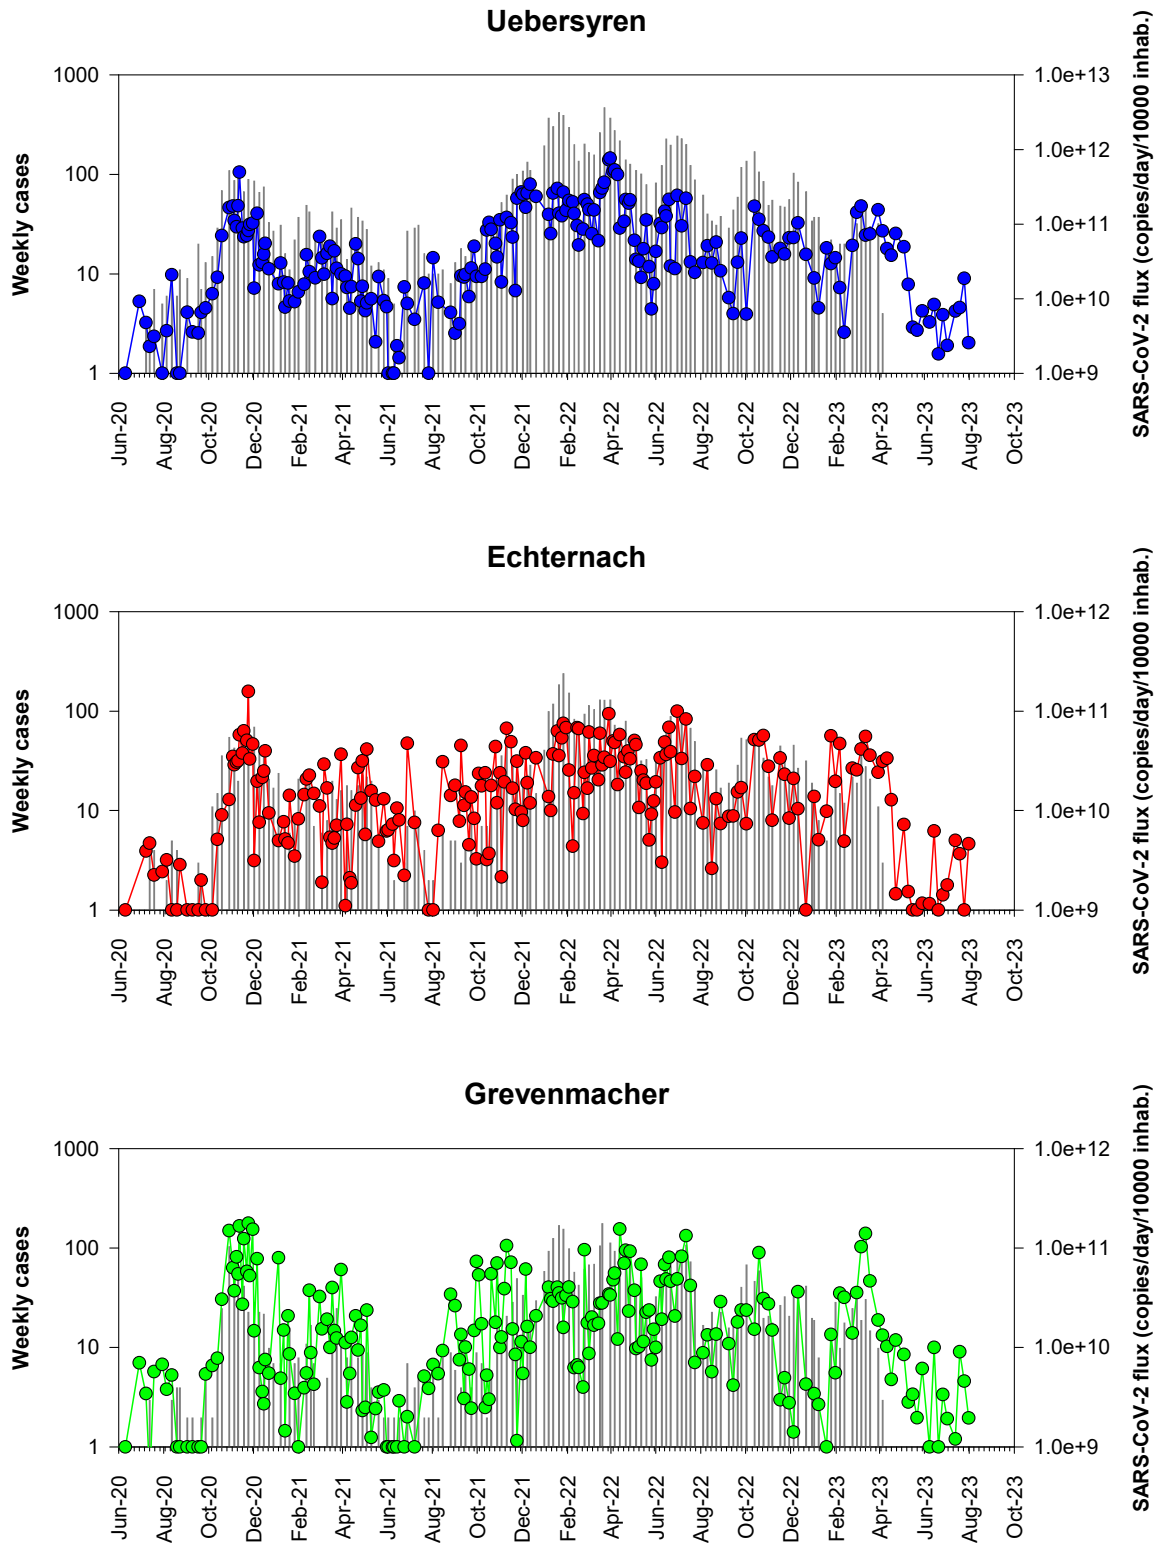 Uebersyren
1000
100
10
1
Weekly cases
1.0e+13
1.0e+12
1.0e+11
1.0e+10
1.0e+9
SARS-CoV-2 flux (copies/day/10000 inhab.)
Jun-20
Aug-20
Oct-20
Dec-20
Feb-21
Apr-21
Jun-21
Aug-21
Oct-21
Dec-21
Feb-22
Apr-22
Jun-22
Aug-22
Oct-22
Dec-22
Feb-23
Apr-23
Jun-23
Aug-23
Oct-23
Echternach
1000
100
10
1
Weekly cases
1.0e+12
1.0e+11
1.0e+10
1.0e+9
SARS-CoV-2 flux (copies/day/10000 inhab.)
Jun-20
Aug-20
Oct-20
Dec-20
Feb-21
Apr-21
Jun-21
Aug-21
Oct-21
Dec-21
Feb-22
Apr-22
Jun-22
Aug-22
Oct-22
Dec-22
Feb-23
Apr-23
Jun-23
Aug-23
Oct-23
Grevenmacher
1000
100
10
1
Weekly cases
1.0e+12
1.0e+11
1.0e+10
1.0e+9
SARS-CoV-2 flux (copies/day/10000 inhab.)
Jun-20
Aug-20
Oct-20
Dec-20
Feb-21
Apr-21
Jun-21
Aug-21
Oct-21
Dec-21
Feb-22
Apr-22
Jun-22
Aug-22
Oct-22
Dec-22
Feb-23
Apr-23
Jun-23
Aug-23
Oct-23